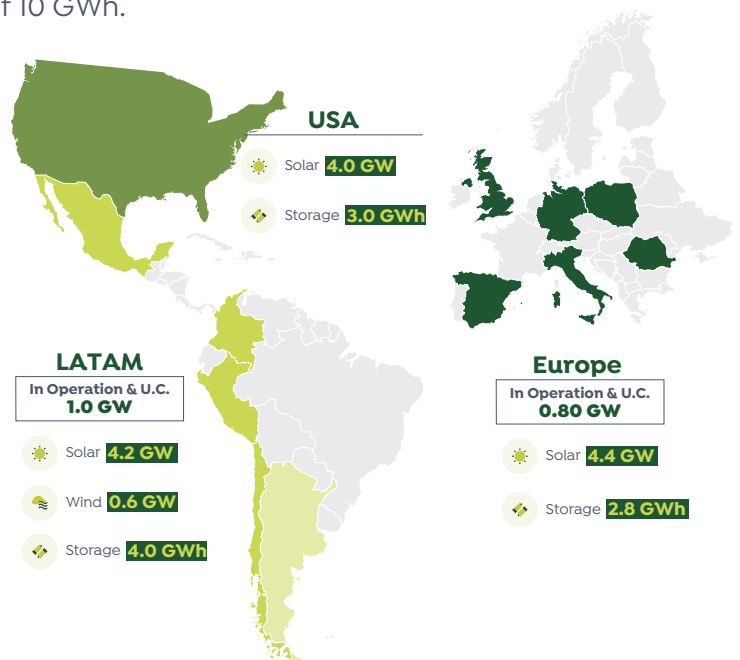 f 10 GWh.
USA
Solar 4.0 GW
Storage 3.0 GWh
LATAM
In Operation & U.C.
1.0 GW
Solar 4.2 GW
Wind 0.6 GW
Storage 4.0 GWh
Europe
In Operation & U.C.
0.80 GW
Solar 4.4 GW
Storage 2.8 GWh